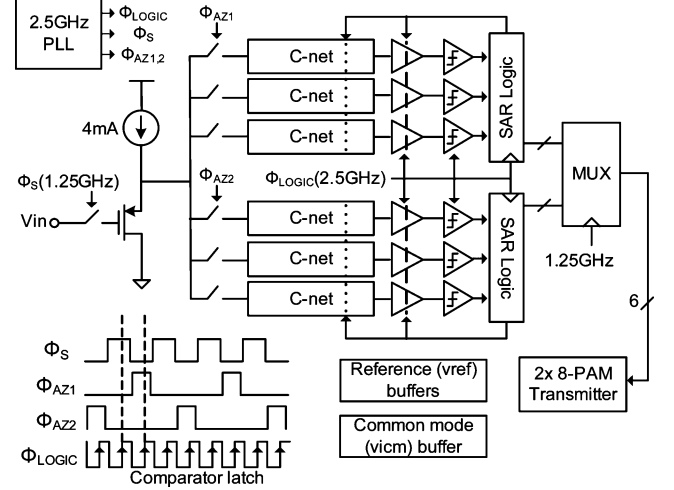 2.5GHz
PLL
ΦLOGIC
ΦS
ΦAZ1,2
ΦAZ1
4mA
C-net
C-net
C-net
SAR Logic
ΦS(1.25GHz)
Vin
ΦAZ2
ΦLOGIC(2.5GHz)
MUX
C-net
C-net
C-net
SAR Logic
1.25GHz
6
ΦS
ΦAZ1
ΦAZ2
ΦLOGIC
Comparator latch
Reference (vref)
buffers
Common mode
(vicm) buffer
2x 8-PAM
Transmitter